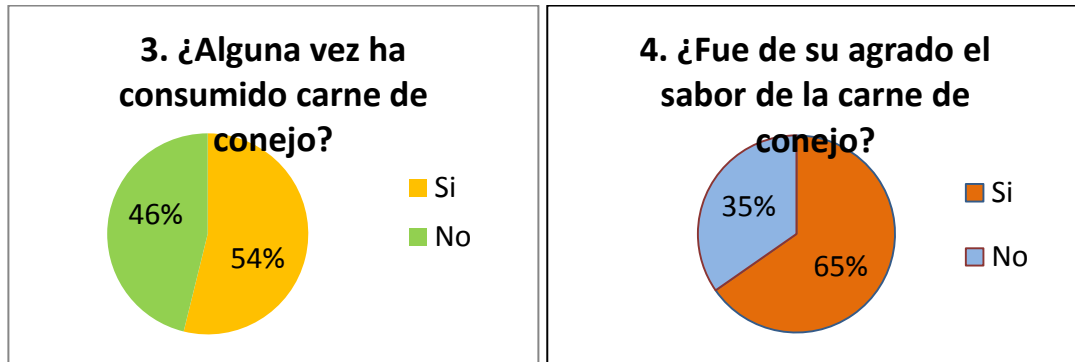 3. ¿Alguna vez ha
consumido carne de
conejo?
46%
54%
Si
No
4. ¿Fue de su agrado el
sabor de la carne de
conejo?
35%
65%
Si
No